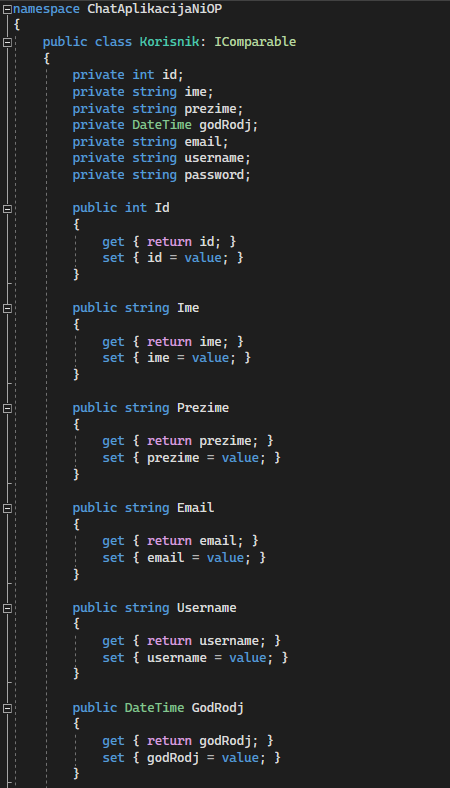 namespace ChatAplikacijaNiOP
{
public class Korisnik: IComparable
{
private int id;
private string ime;
private string prezime;
private DateTime godRodj;
private string email;
private string username;
private string password;
public int Id
{
get { return id; }
set { id = value; }
}
public string Ime
{
get { return ime; }
set { ime = value; }
}
public string Prezime
{
get { return prezime; }
set { prezime = value; }
}
public string Email
{
get { return email; }
set { email = value; }
}
public string Username
{
get { return username; }
set { username = value; }
}
public DateTime GodRodj
{
get { return godRodj; }
set { godRodj = value; }
}